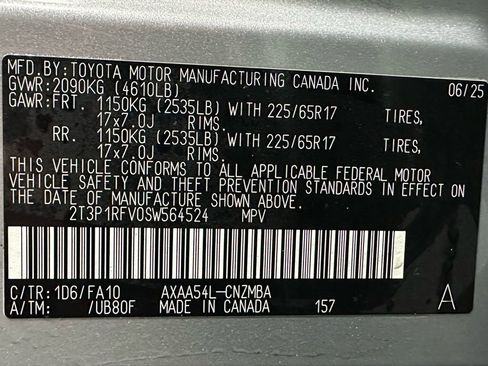 MFD.BY:TOYOTA MOTOR MANUFACTURING CANADA INC.
GVWR:2090KG (4610LB) 06/25
GAWR:FRT. 1150KG (2535LB) WITH 225/65R17 TIRES,
17x7.0J RIMS.
RR. 1150KG (2535LB) WITH 225/65R17 TIRES,
17x7.0J RIMS.
THIS VEHICLE CONFORMS TO ALL APPLICABLE FEDERAL MOTOR
VEHICLE SAFETY AND THEFT PREVENTION STANDARDS IN EFFECT ON
THE DATE OF MANUFACTURE SHOWN ABOVE.
2T3P1RFV0SW564524 MPV
C/TR:1D6/FA10 AXAA54L-CNZMBA A
A/TM: /UB80F MADE IN CANADA 157